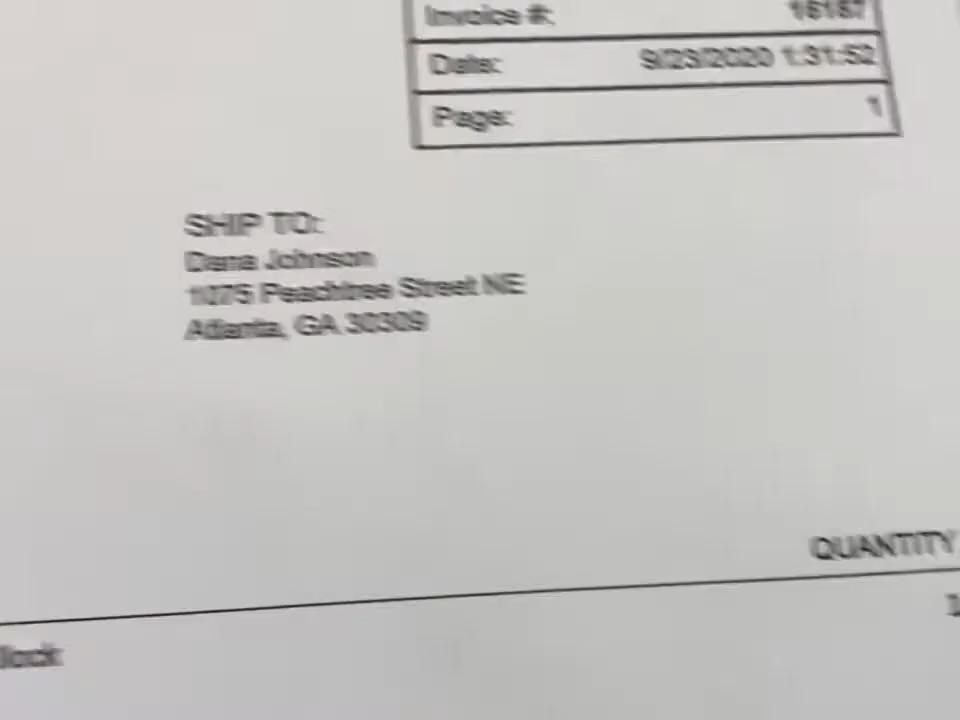 Invoice #: 16187
Date: 9/23/2020 1:31:52
Page: 1
SHIP TO:
Dana Johnson
1075 Peachtree Street NE
Atlanta, GA 30309
QUANTITY